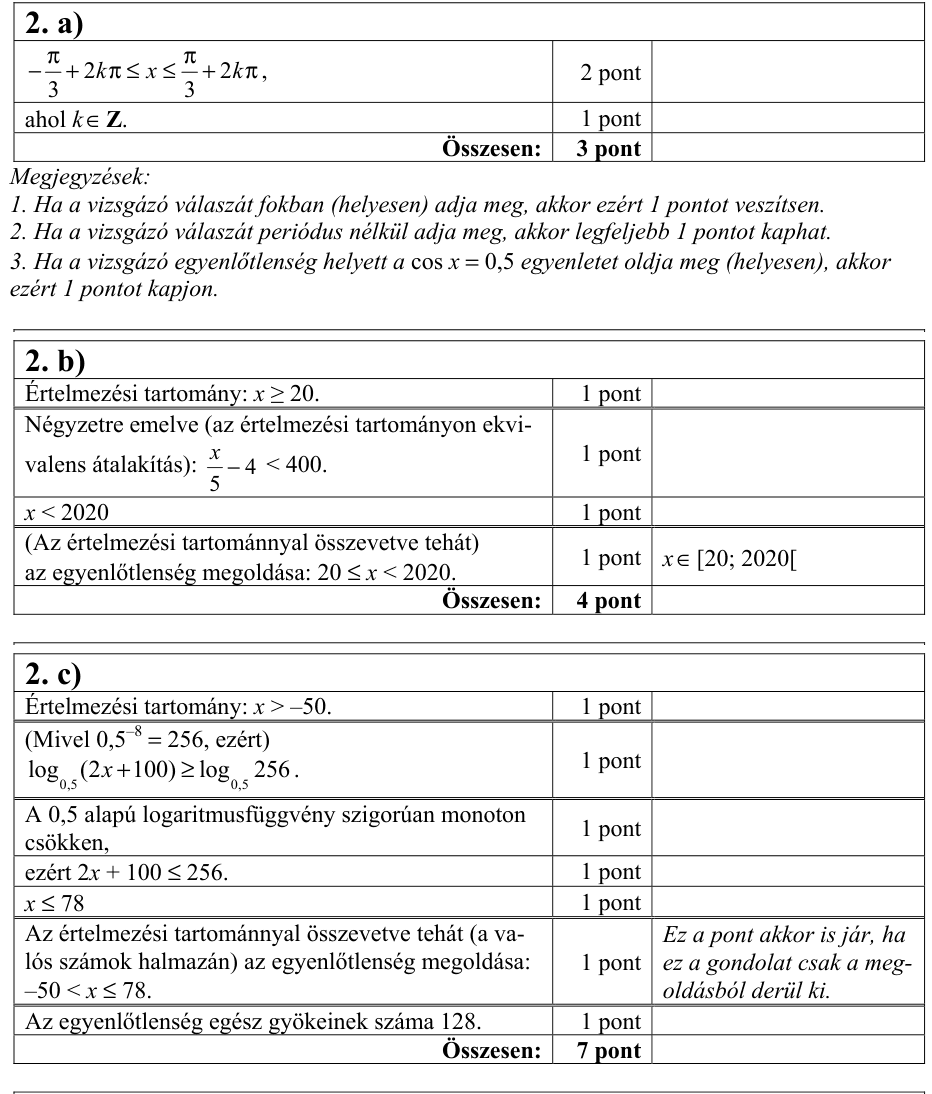 2. a)
−π/3 + 2kπ ≤ x ≤ π/3 + 2kπ, 2 pont
ahol k∈ Z. 1 pont
Összesen: 3 pont
Megjegyzések:
1. Ha a vizsgázó válaszát fokban (helyesen) adja meg, akkor ezért 1 pontot veszítsen.
2. Ha a vizsgázó válaszát periódus nélkül adja meg, akkor legfeljebb 1 pontot kaphat.
3. Ha a vizsgázó egyenlőtlenség helyett a cos x = 0,5 egyenletet oldja meg (helyesen), akkor
ezért 1 pontot kapjon.
2. b)
Értelmezési tartomány: x ≥ 20. 1 pont
Négyzetre emelve (az értelmezési tartományon ekvi-
valens átalakítás): x/5 − 4 < 400. 1 pont
x < 2020 1 pont
(Az értelmezési tartománnyal összevetve tehát)
az egyenlőtlenség megoldása: 20 ≤ x < 2020. 1 pont x∈ [20; 2020[
Összesen: 4 pont
2. c)
Értelmezési tartomány: x > –50. 1 pont
(Mivel 0,5⁻⁸ = 256, ezért)
log₀,₅ (2x+100) ≥ log₀,₅ 256. 1 pont
A 0,5 alapú logaritmusfüggvény szigorúan monoton
csökken, 1 pont
ezért 2x + 100 ≤ 256. 1 pont
x ≤ 78 1 pont
Az értelmezési tartománnyal összevetve tehát (a va-
lós számok halmazán) az egyenlőtlenség megoldása:
–50 < x ≤ 78. 1 pont
Ez a pont akkor is jár, ha
ez a gondolat csak a meg-
oldásból derül ki.
Az egyenlőtlenség egész gyökeinek száma 128. 1 pont
Összesen: 7 pont